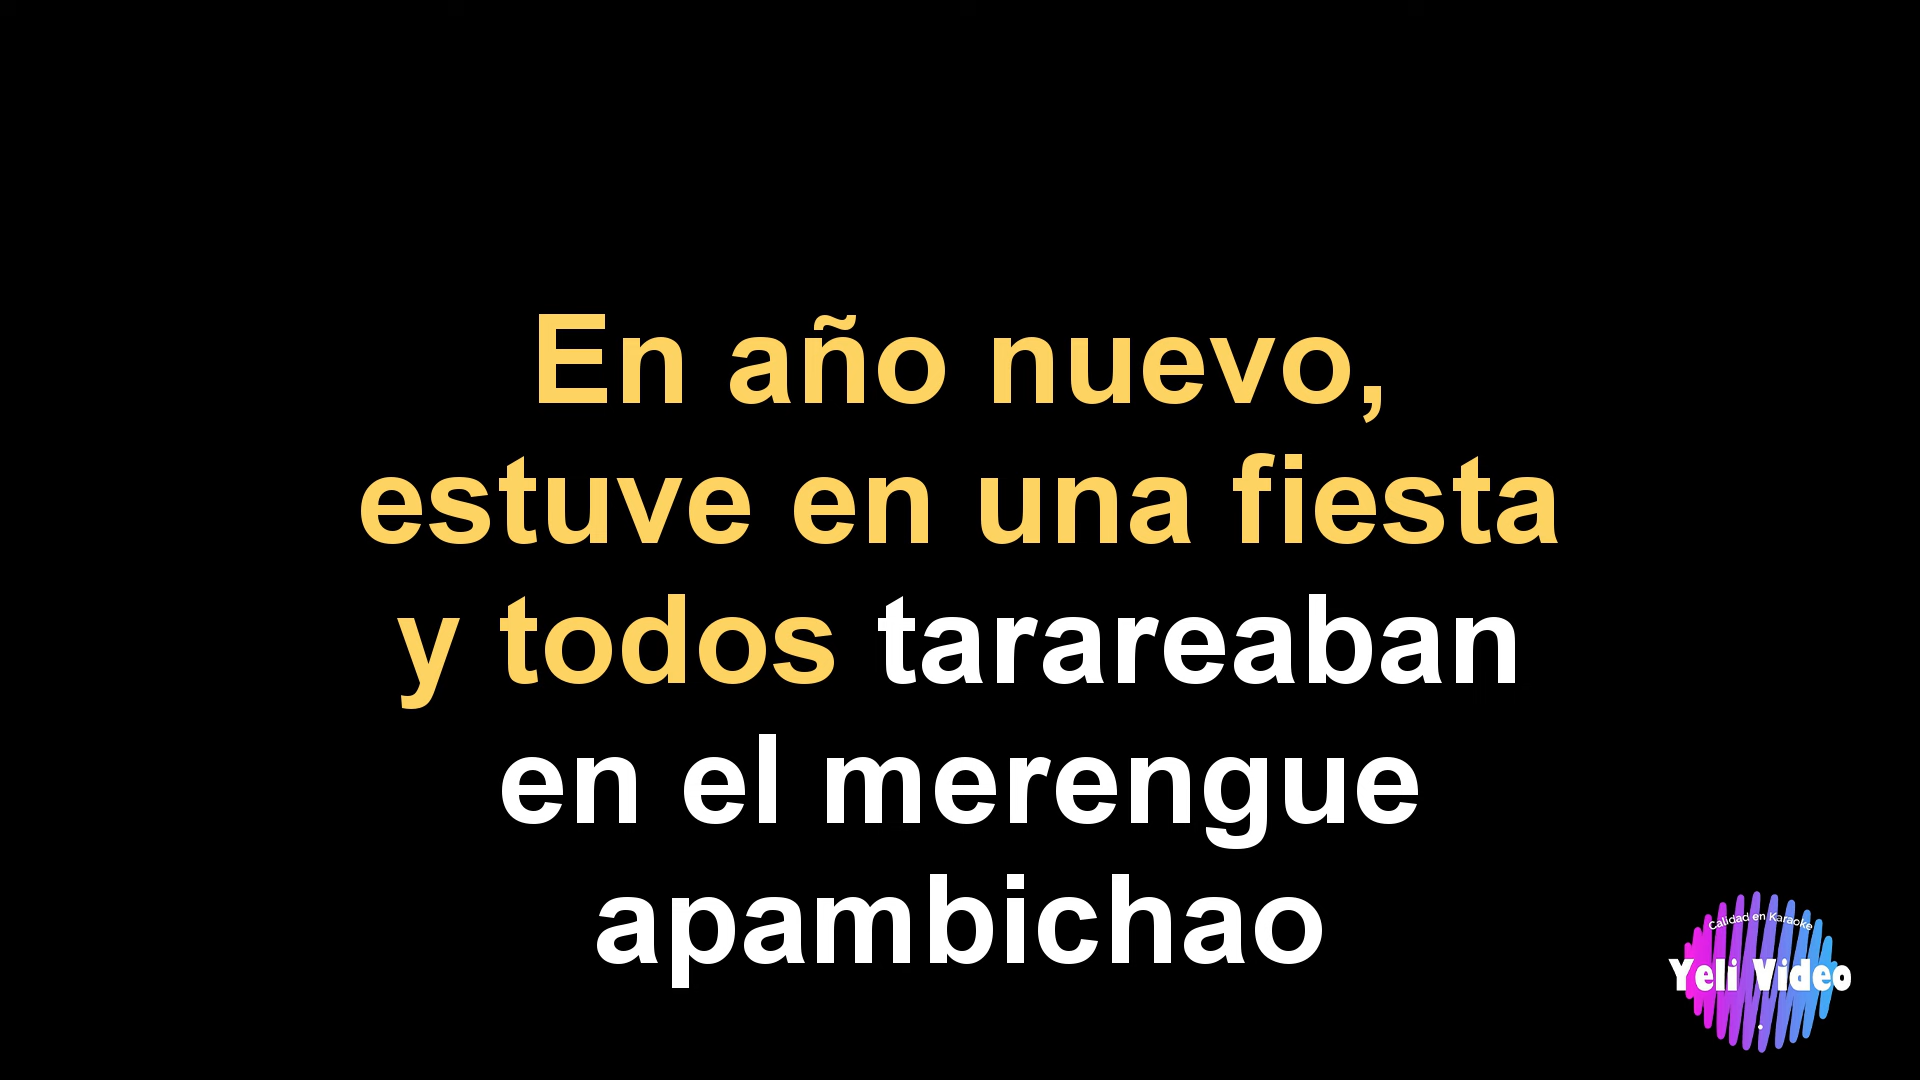 En año nuevo,
estuve en una fiesta
y todos tarareaban
en el merengue
apambichao
Calidad en Karaoke
Yeli Video